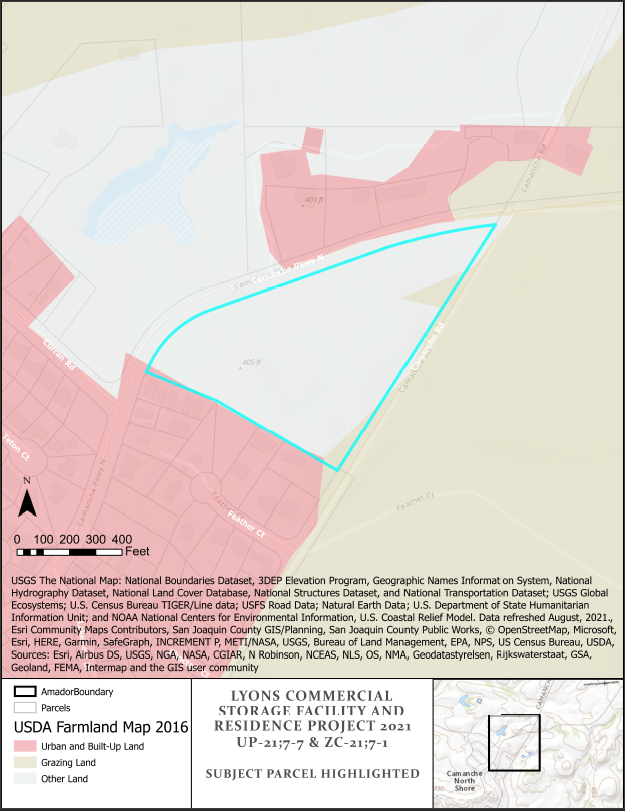 403 ft
Camanche Rd
Camanche Pkwy N
Curran Rd
405 ft
Camanche Rd
Teton Ct
Camanche Pkwy N
Feather Ct
Feather Ct
N
0 100 200 300 400
Feet
USGS The National Map: National Boundaries Dataset, 3DEP Elevation Program, Geographic Names Information System, National
Hydrography Dataset, National Land Cover Database, National Structures Dataset, and National Transportation Dataset; USGS Global
Ecosystems; U.S. Census Bureau TIGER/Line data; USFS Road Data; Natural Earth Data; U.S. Department of State Humanitarian
Information Unit; and NOAA National Centers for Environmental Information, U.S. Coastal Relief Model. Data refreshed August, 2021.,
Esri Community Maps Contributors, San Joaquin County GIS/Planning, San Joaquin County Public Works, © OpenStreetMap, Microsoft,
Esri, HERE, Garmin, SafeGraph, INCREMENT P, METI/NASA, USGS, Bureau of Land Management, EPA, NPS, US Census Bureau, USDA,
Sources: Esri, Airbus DS, USGS, NGA, NASA, CGIAR, N Robinson, NCEAS, NLS, OS, NMA, Geodatastyrelsen, Rijkswaterstaat, GSA,
Geoland, FEMA, Intermap and the GIS user community
AmadorBoundary
Parcels
USDA Farmland Map 2016
Urban and Built-Up Land
Grazing Land
Other Land
LYONS COMMERCIAL
STORAGE FACILITY AND
RESIDENCE PROJECT 2021
UP-21;7-7 & ZC-21;7-1
SUBJECT PARCEL HIGHLIGHTED
Camanche
North
Shore